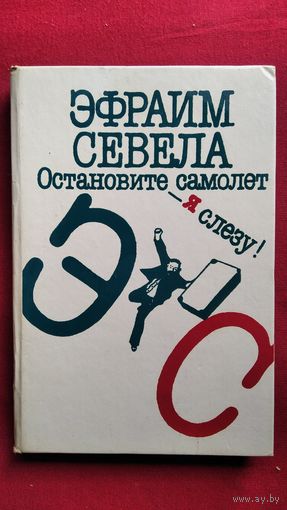 ЭФРАИМ
СЕВЕЛА
Остановите самолет
– я слезу!
Э
С
www.ay.by